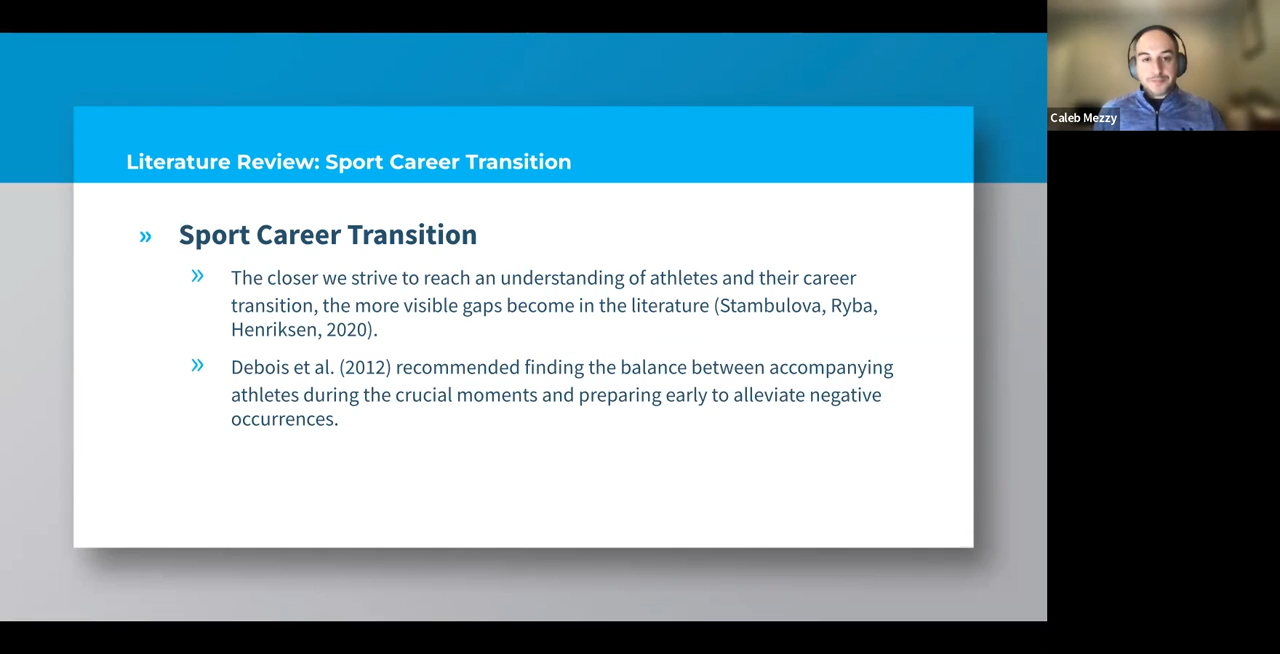 Literature Review: Sport Career Transition
» Sport Career Transition
» The closer we strive to reach an understanding of athletes and their career
transition, the more visible gaps become in the literature (Stambulova, Ryba,
Henriksen, 2020).
» Debois et al. (2012) recommended finding the balance between accompanying
athletes during the crucial moments and preparing early to alleviate negative
occurrences.
Caleb Mezzy